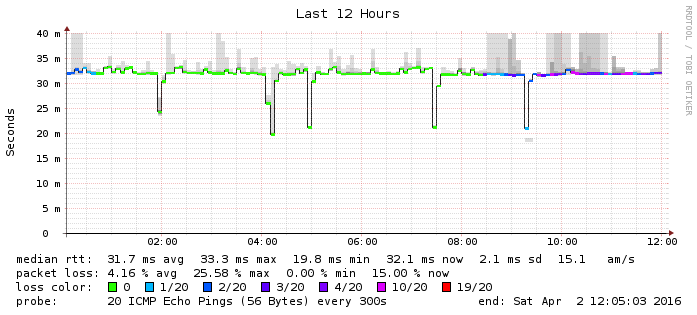 Last 12 Hours
RRDTOOL / TOBI OETIKER
Seconds
40 m
35 m
30 m
25 m
20 m
15 m
10 m
5 m
0
02:00 04:00 06:00 08:00 10:00 12:00
median rtt: 31.7 ms avg 33.3 ms max 19.8 ms min 32.1 ms now 2.1 ms sd 15.1 am/s
packet loss: 4.16 % avg 25.58 % max 0.00 % min 15.00 % now
loss color: 0 1/20 2/20 3/20 4/20 10/20 19/20
probe: 20 ICMP Echo Pings (56 Bytes) every 300s end: Sat Apr 2 12:05:03 2016